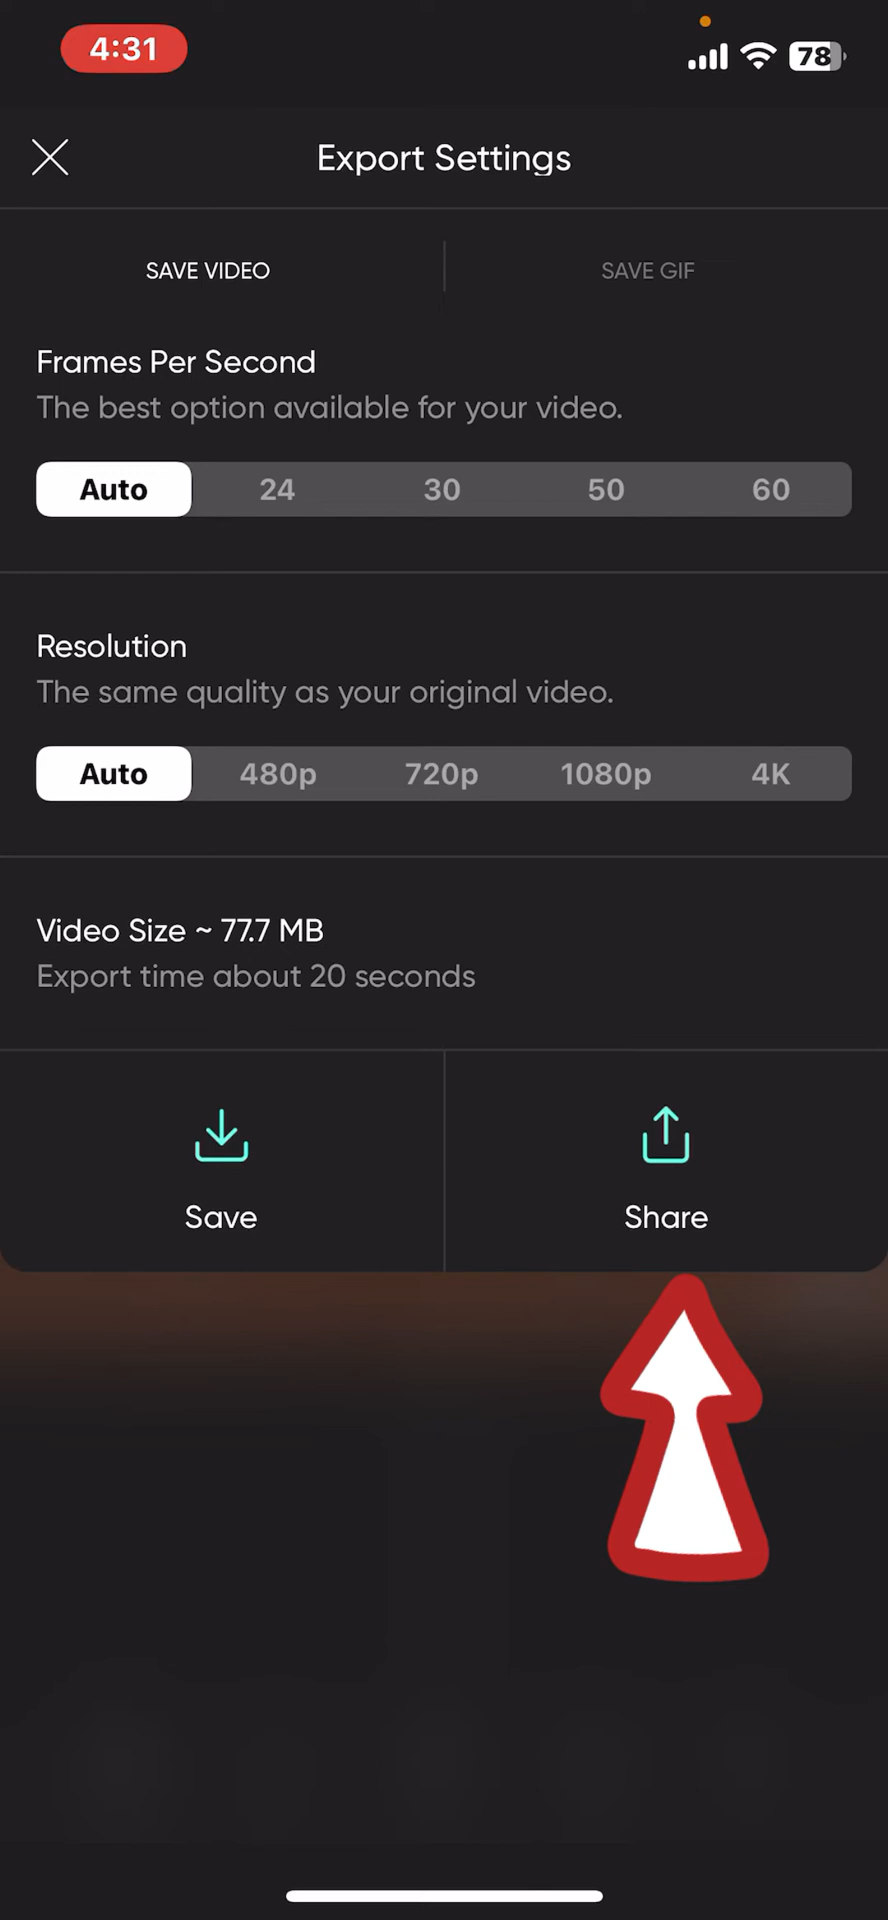 4:31
78
Export Settings
SAVE VIDEO
SAVE GIF
Frames Per Second
The best option available for your video.
Auto 24 30 50 60
Resolution
The same quality as your original video.
Auto 480p 720p 1080p 4K
Video Size ~ 77.7 MB
Export time about 20 seconds
Save
Share